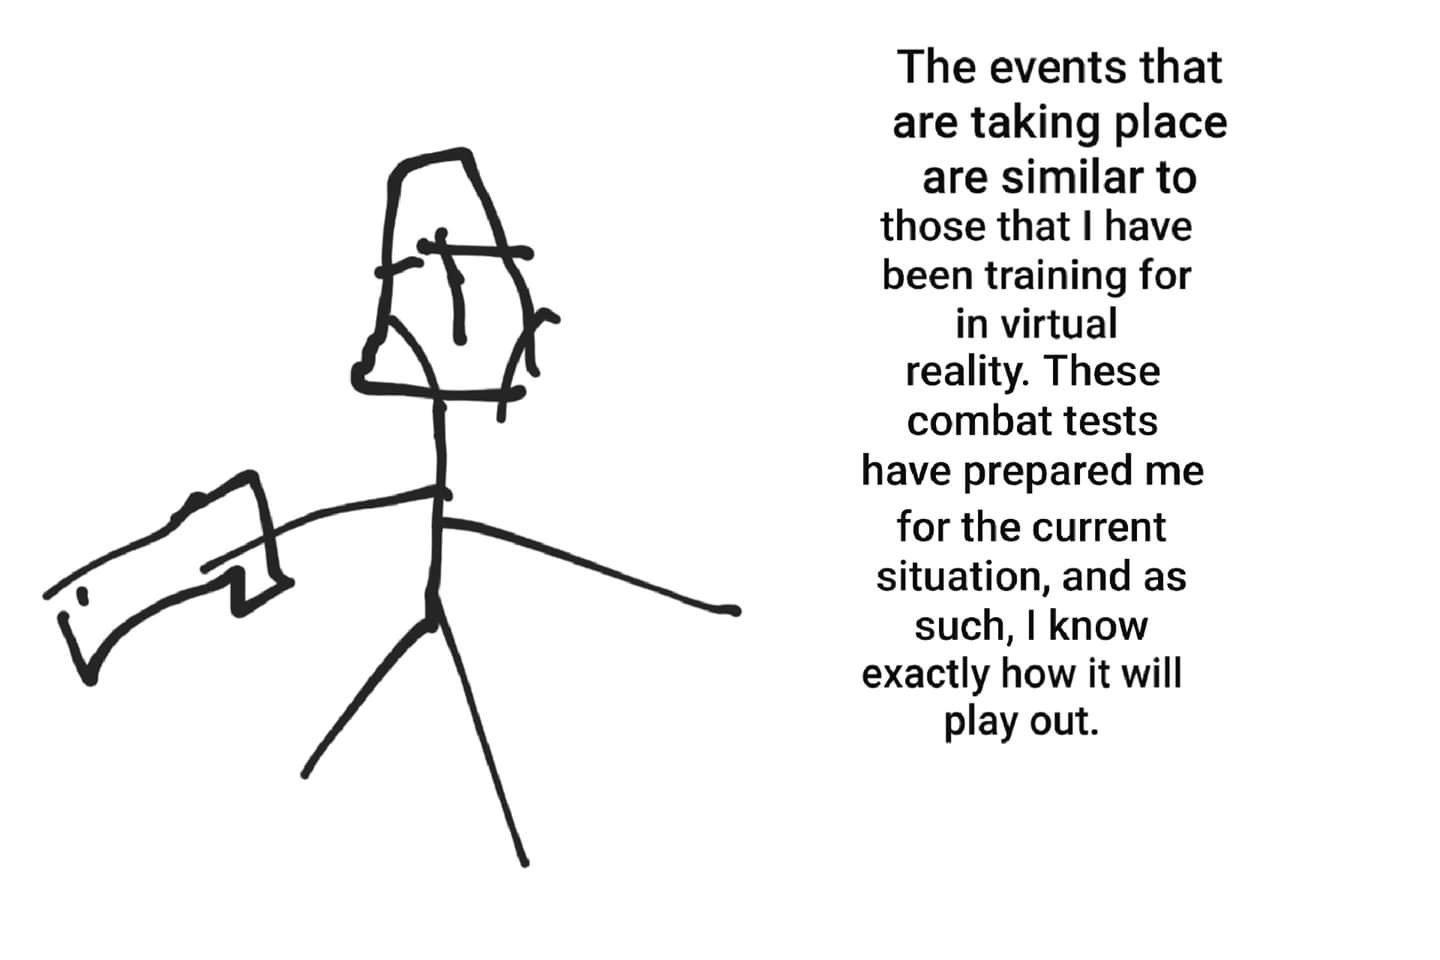 The events that
are taking place
are similar to
those that I have
been training for
in virtual
reality. These
combat tests
have prepared me
for the current
situation, and as
such, I know
exactly how it will
play out.